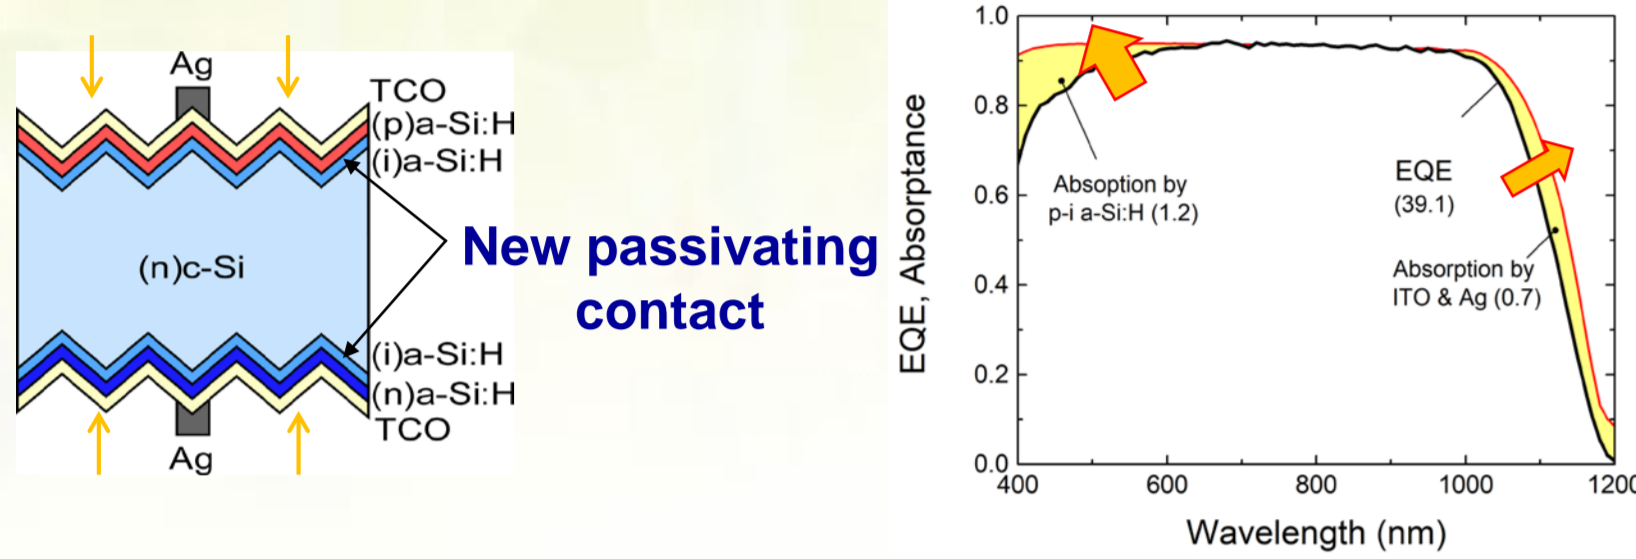 Ag
TCO
(p)a-Si:H
(i)a-Si:H
(n)c-Si
(i)a-Si:H
(n)a-Si:H
TCO
Ag
New passivating
contact
EQE, Absorptance
1.0
0.8
0.6
0.4
0.2
0.0
Absoption by
p-i a-Si:H (1.2)
EQE
(39.1)
Absorption by
ITO & Ag (0.7)
400
600
800
1000
1200
Wavelength (nm)